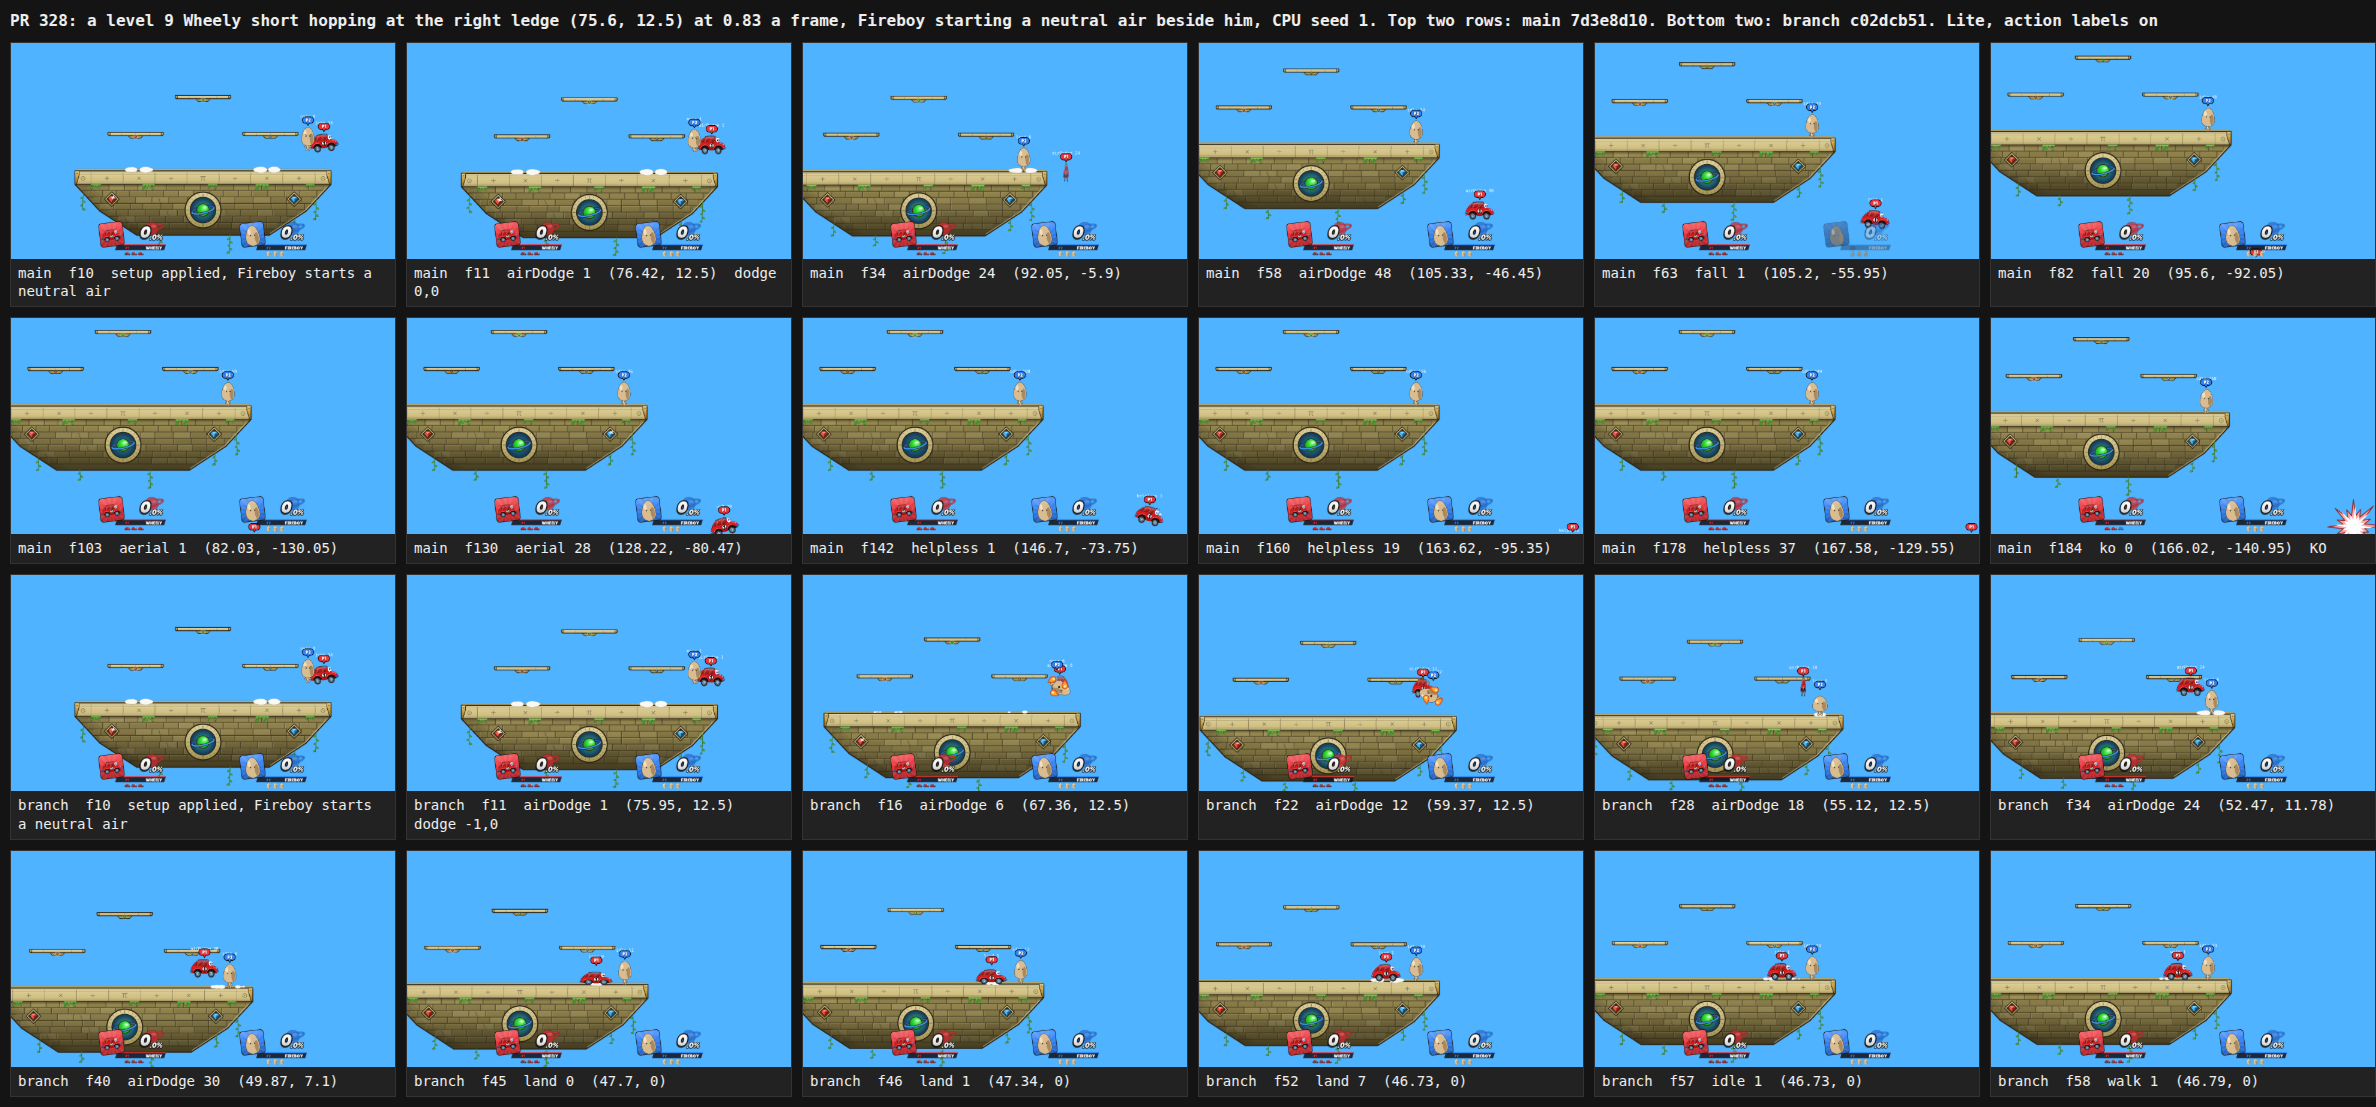 PR 328: a level 9 Wheely short hopping at the right ledge (75.6, 12.5) at 0.83 a frame, Fireboy starting a neutral air beside him, CPU seed 1. Top two rows: main 7d3e8d10. Bottom two: branch c02dcb51. Lite, action labels on
main f10 setup applied, Fireboy starts a
neutral air
main f11 airDodge 1 (76.42, 12.5) dodge
0,0
main f34 airDodge 24 (92.05, -5.9)
main f58 airDodge 48 (105.33, -46.45)
main f63 fall 1 (105.2, -55.95)
main f82 fall 20 (95.6, -92.05)
main f103 aerial 1 (82.03, -130.05)
main f130 aerial 28 (128.22, -80.47)
main f142 helpless 1 (146.7, -73.75)
main f160 helpless 19 (163.62, -95.35)
main f178 helpless 37 (167.58, -129.55)
main f184 ko 0 (166.02, -140.95) KO
branch f10 setup applied, Fireboy starts
a neutral air
branch f11 airDodge 1 (75.95, 12.5)
dodge -1,0
branch f16 airDodge 6 (67.36, 12.5)
branch f22 airDodge 12 (59.37, 12.5)
branch f28 airDodge 18 (55.12, 12.5)
branch f34 airDodge 24 (52.47, 11.78)
branch f40 airDodge 30 (49.87, 7.1)
branch f45 land 0 (47.7, 0)
branch f46 land 1 (47.34, 0)
branch f52 land 7 (46.73, 0)
branch f57 idle 1 (46.73, 0)
branch f58 walk 1 (46.79, 0)